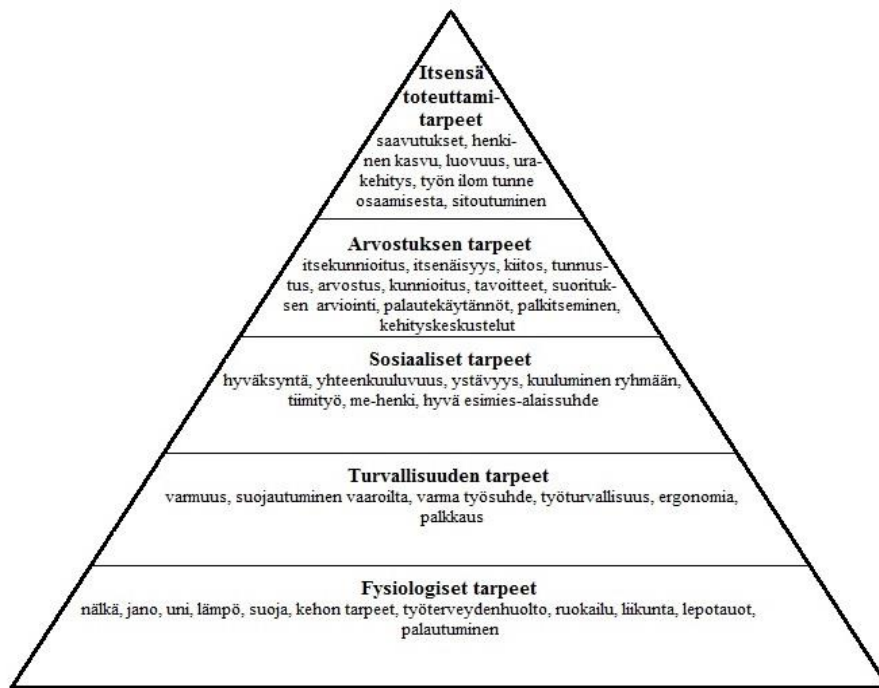 Itsensä
toteuttami-
tarpeet
saavutukset, henki-
nen kasvu, luovuus, ura-
kehitys, työn ilom tunne
osaamisesta, sitoutuminen
Arvostuksen tarpeet
itsekunnioitus, itsenäisyys, kiitos, tunnus-
tus, arvostus, kunnioitus, tavoitteet, suorituk-
sen arviointi, palautekäytännöt, palkitseminen,
kehityskeskustelut
Sosiaaliset tarpeet
hyväksyntä, yhteenkuuluvuus, ystävyys, kuuluminen ryhmään,
tiimityö, me-henki, hyvä esimies-alaissuhde
Turvallisuuden tarpeet
varmuus, suojautuminen vaaroilta, varma työsuhde, työturvallisuus, ergonomia,
palkkaus
Fysiologiset tarpeet
nälkä, jano, uni, lämpö, suoja, kehon tarpeet, työterveydenhuolto, ruokailu, liikunta, lepotauot,
palautuminen